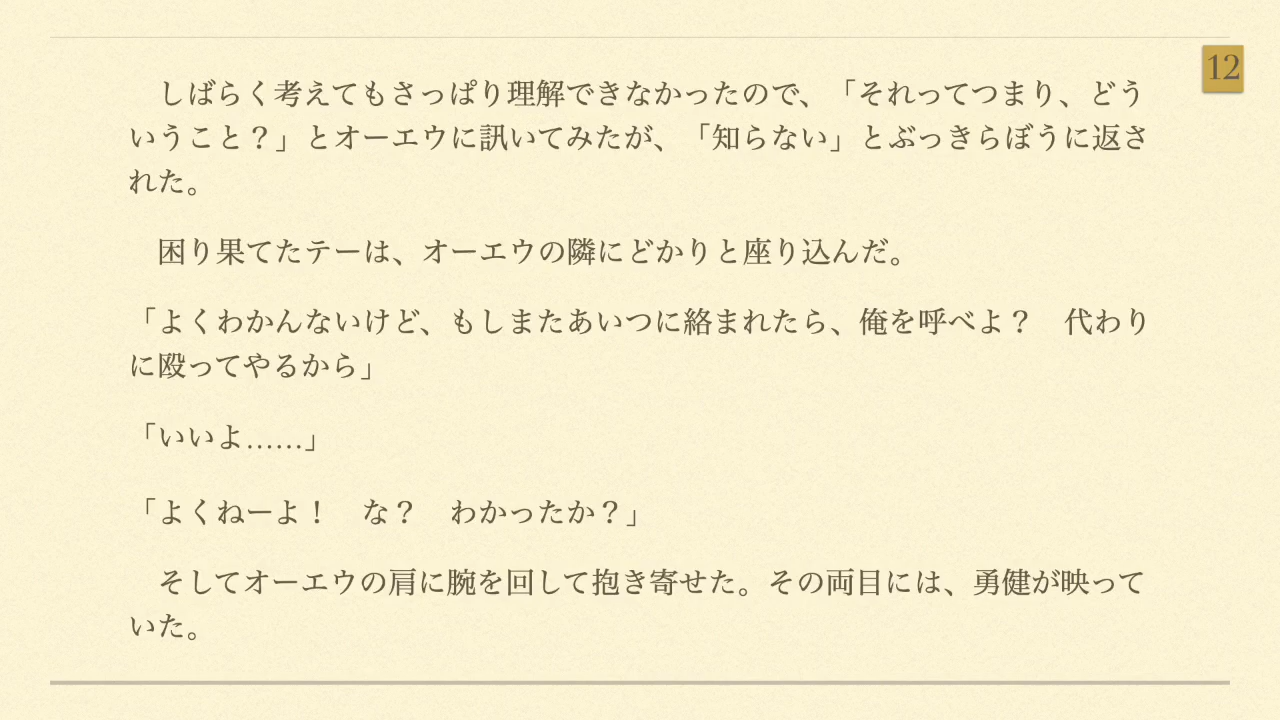 12
　しばらく考えてもさっぱり理解できなかったので、「それってつまり、どう
いうこと？」とオーエウに訊いてみたが、「知らない」とぶっきらぼうに返さ
れた。
　困り果てたテーは、オーエウの隣にどかりと座り込んだ。
「よくわかんないけど、もしまたあいつに絡まれたら、俺を呼べよ？　代わり
に殴ってやるから」
「いいよ……」
「よくねーよ！　な？　わかったか？」
　そしてオーエウの肩に腕を回して抱き寄せた。その両目には、勇健が映って
いた。